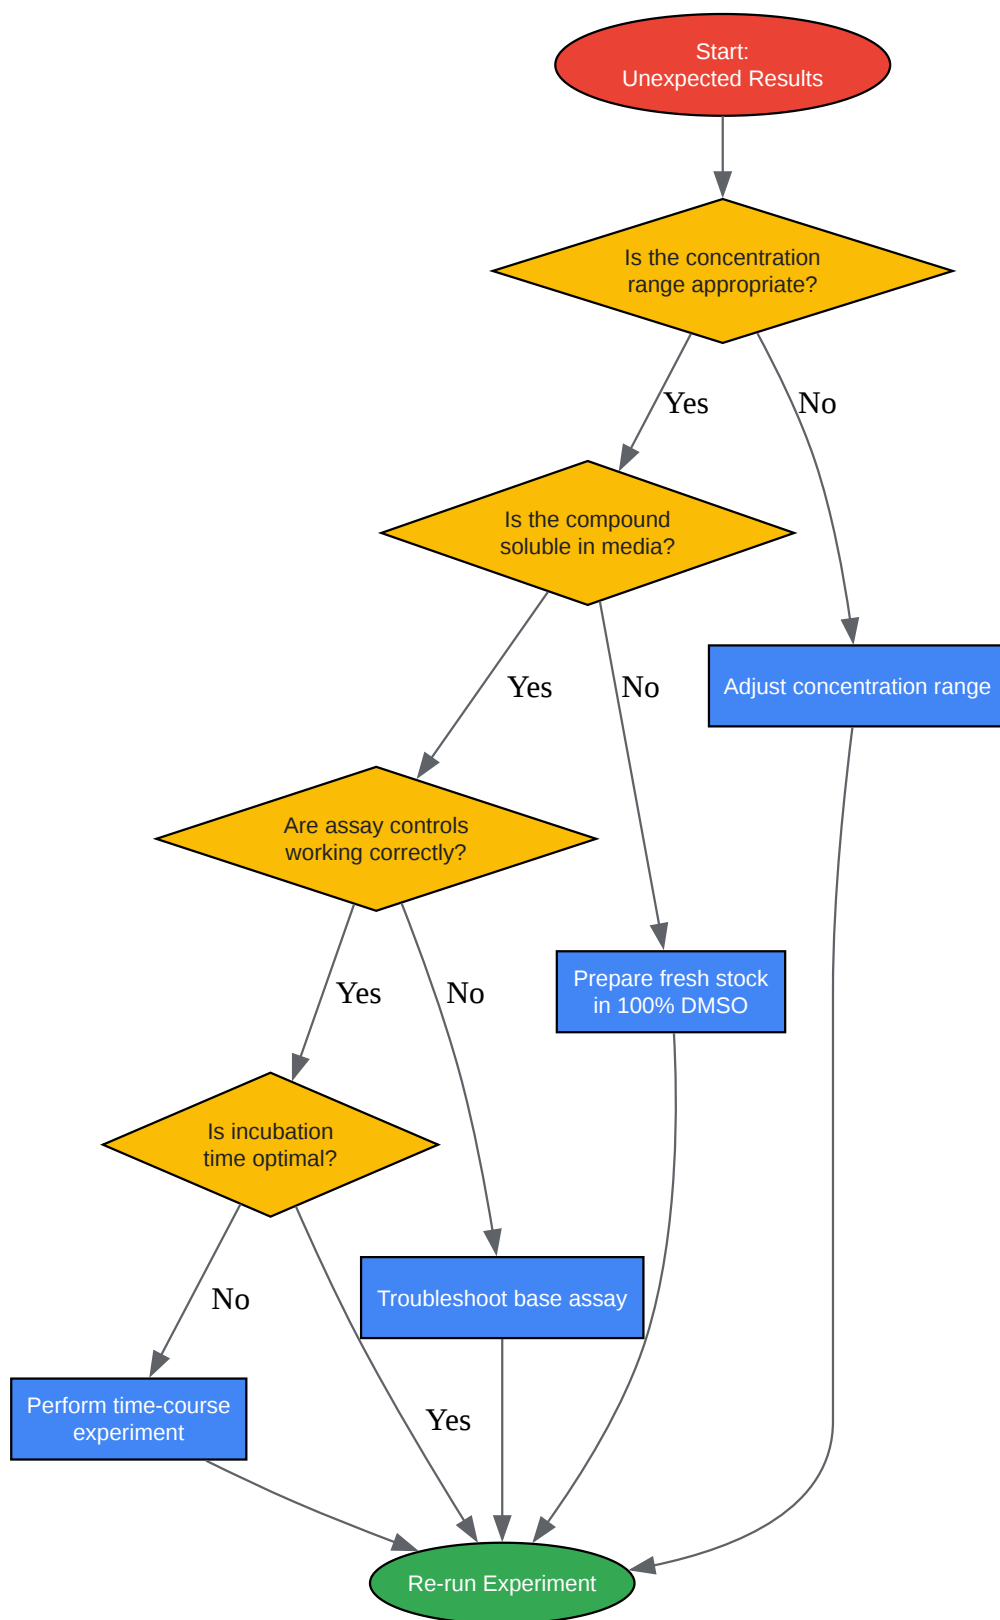 Start:
Unexpected Results
Is the concentration
range appropriate?
Yes
No
Is the compound
soluble in media?
Yes
No
Adjust concentration range
Are assay controls
working correctly?
Yes
No
Prepare fresh stock
in 100% DMSO
Is incubation
time optimal?
No
Troubleshoot base assay
Perform time-course
experiment
Yes
Re-run Experiment